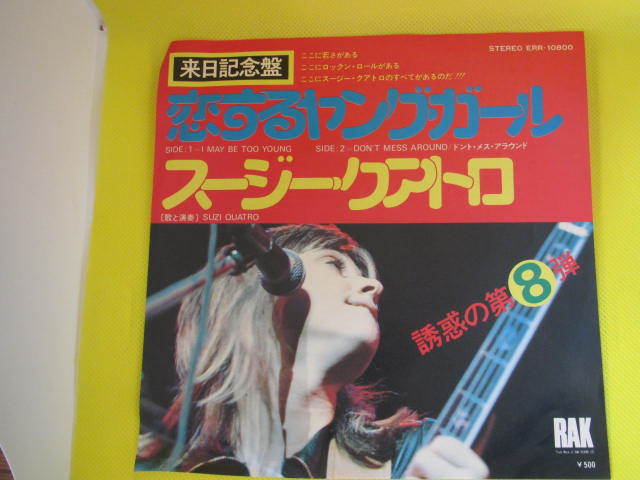 STEREO ERR-10800
来日記念盤
ここに若さがある
ここにロックン・ロールがある
ここにスージー・クアトロのすべてがあるのだ!!!
恋するヤング・ガール
SIDE:1—I MAY BE TOO YOUNG SIDE:2—DON'T MESS AROUND/ドント・メス・アラウンド
スージー・クアトロ
[歌と演奏] SUZI QUATRO
誘惑の第8弾
RAK
¥500